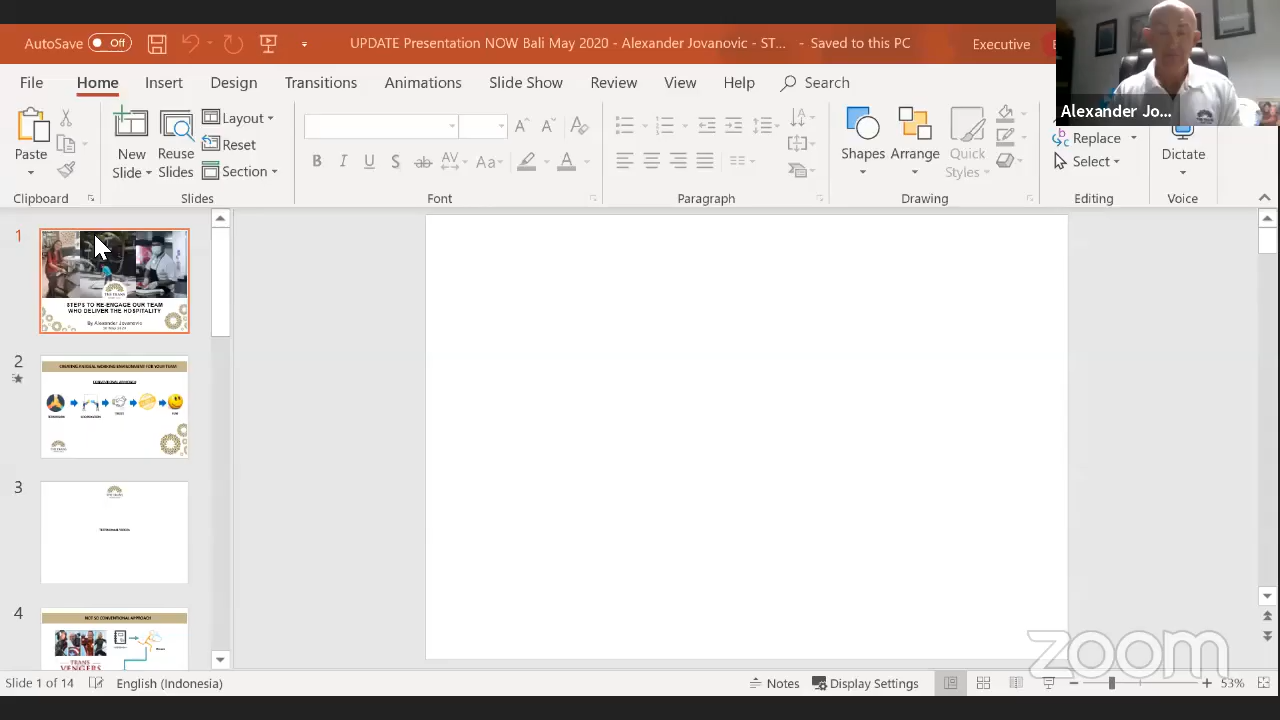 AutoSave Off
UPDATE Presentation NOW Bali May 2020 - Alexander Jovanovic - ST... - Saved to this PC
Executive
Alexander Jo...
File Home Insert Design Transitions Animations Slide Show Review View Help Search
Paste
New Slide
Reuse Slides
Layout
Reset
Section
Shapes
Arrange
Quick Styles
Replace
Select
Dictate
Clipboard
Slides
Font
Paragraph
Drawing
Editing
Voice
1
STEPS TO RE-ENGAGE OUR TEAM
WHO DELIVER THE HOSPITALITY
By Alexander Jovanovic
2
3
4
NOT SO CONVENTIONAL APPROACH
TRANS
VENGERS
zoom
Slide 1 of 14
English (Indonesia)
Notes
Display Settings
53%